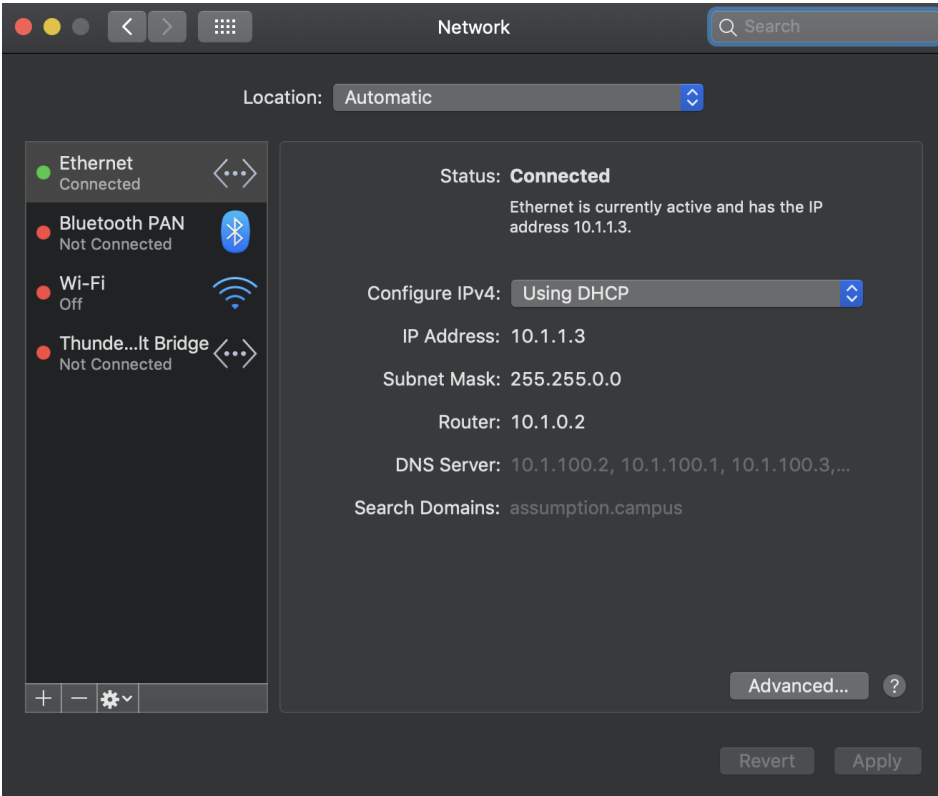 Network
Search
Location: Automatic
Ethernet
Connected
Bluetooth PAN
Not Connected
Wi-Fi
Off
Thunde...lt Bridge
Not Connected
Status: Connected
Ethernet is currently active and has the IP
address 10.1.1.3.
Configure IPv4: Using DHCP
IP Address: 10.1.1.3
Subnet Mask: 255.255.0.0
Router: 10.1.0.2
DNS Server: 10.1.100.2, 10.1.100.1, 10.1.100.3,...
Search Domains: assumption.campus
Advanced... ?
Revert Apply